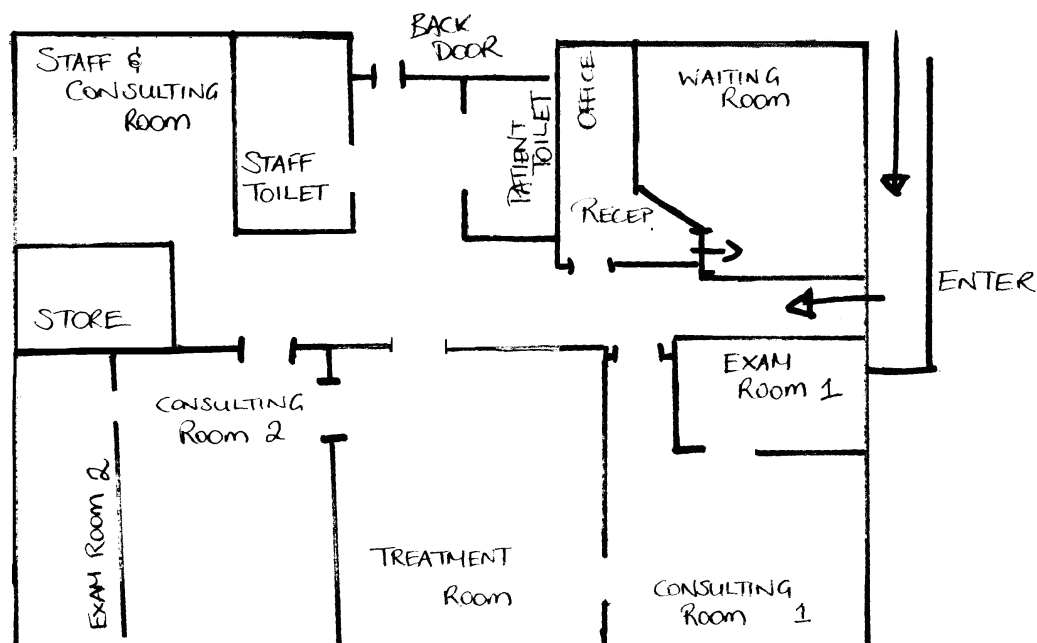 BACK
DOOR
STAFF &
CONSULTING
ROOM
STAFF
TOILET
PATIENT
TOILET
OFFICE
WAITING
ROOM
RECEP.
ENTER
STORE
EXAM
ROOM 1
CONSULTING
ROOM 2
EXAM ROOM 2
TREATMENT
ROOM
CONSULTING
ROOM 1